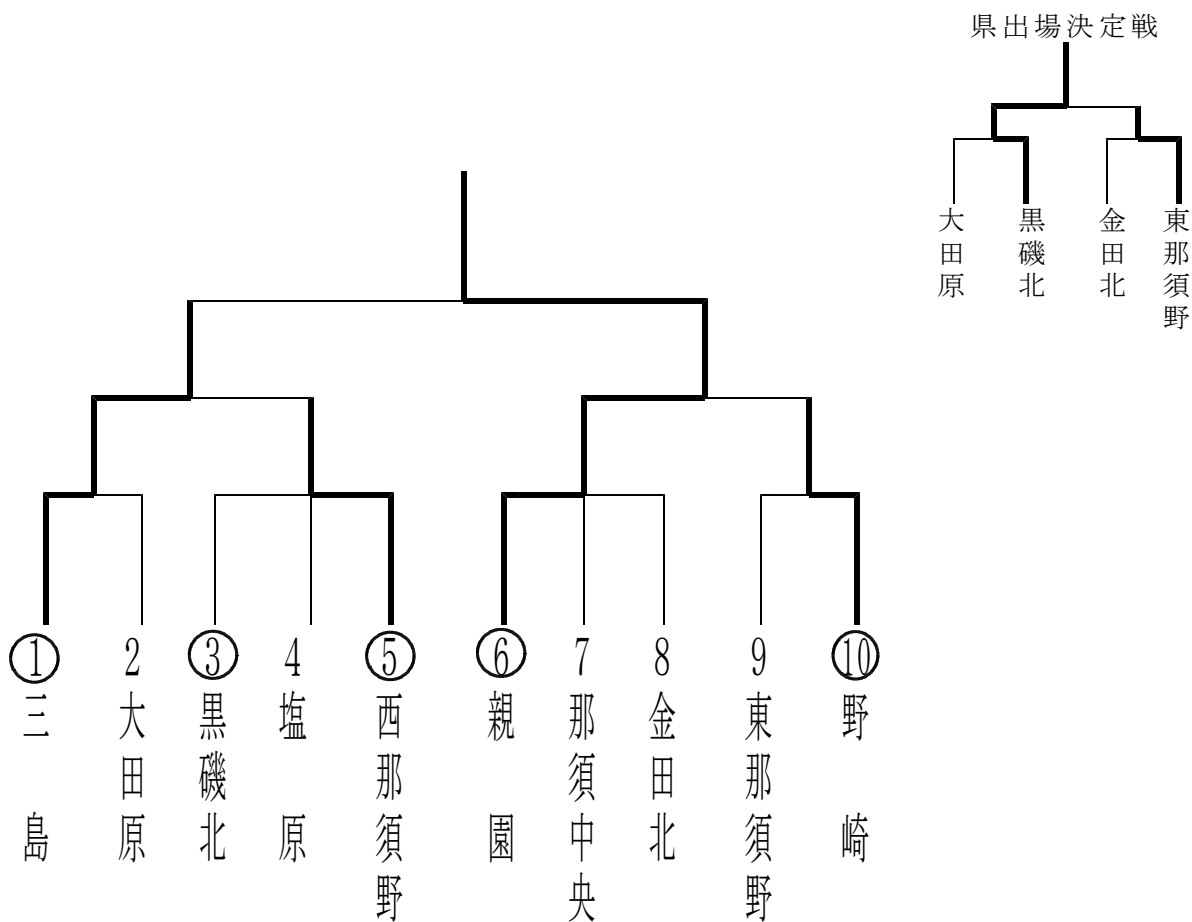 県出場決定戦
大田原
黒磯北
金田北
東那須野
① 三島
2 大田原
③ 黒磯北
4 塩原
⑤ 西那須野
⑥ 親園
7 那須中央
8 金田北
9 東那須野
⑩ 野崎